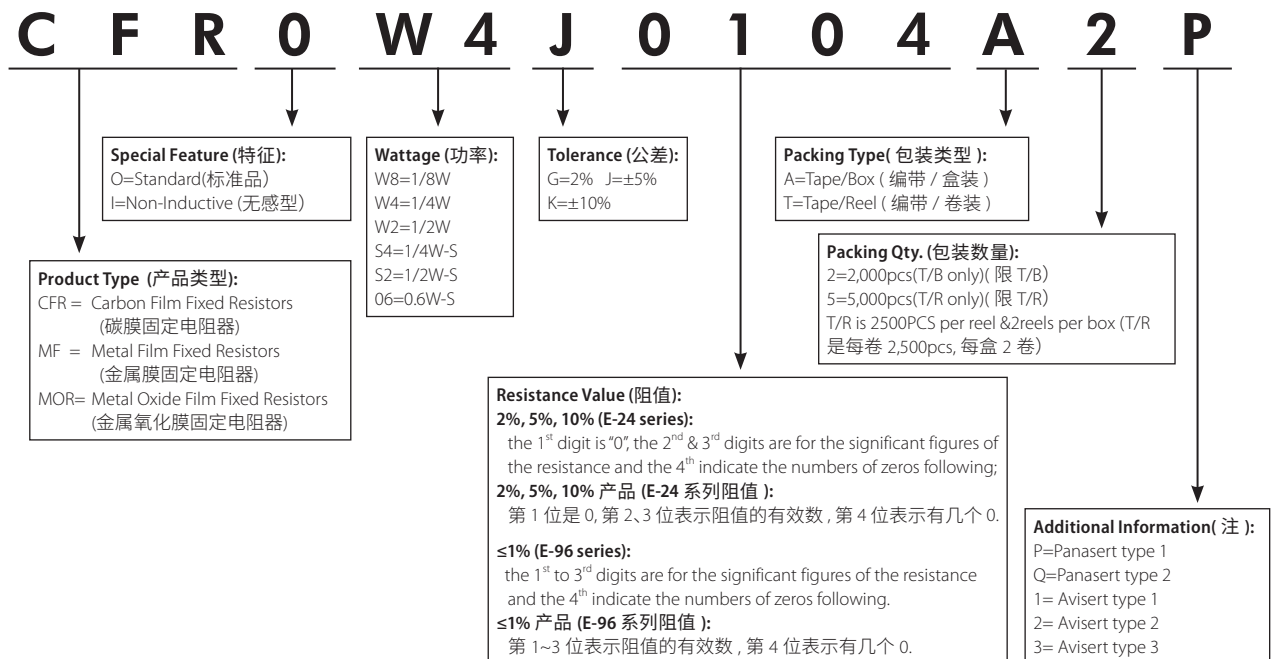 C F R 0 W 4 J 0 1 0 4 A 2 P
Special Feature (特征):
O=Standard(标准品)
I=Non-Inductive (无感型)
Wattage (功率):
W8=1/8W
W4=1/4W
W2=1/2W
S4=1/4W-S
S2=1/2W-S
06=0.6W-S
Tolerance (公差):
G=2% J=±5%
K=±10%
Packing Type( 包装类型 ):
A=Tape/Box ( 编带 / 盒装 )
T=Tape/Reel ( 编带 / 卷装 )
Packing Qty. (包装数量):
2=2,000pcs(T/B only)( 限 T/B)
5=5,000pcs(T/R only)( 限 T/R)
T/R is 2500PCS per reel &2reels per box (T/R
是每卷 2,500pcs, 每盒 2 卷)
Product Type (产品类型):
CFR = Carbon Film Fixed Resistors
(碳膜固定电阻器)
MF = Metal Film Fixed Resistors
(金属膜固定电阻器)
MOR= Metal Oxide Film Fixed Resistors
(金属氧化膜固定电阻器)
Resistance Value (阻值):
2%, 5%, 10% (E-24 series):
the 1st digit is "0", the 2nd & 3rd digits are for the significant figures of
the resistance and the 4th indicate the numbers of zeros following;
2%, 5%, 10% 产品 (E-24 系列阻值 ):
第 1 位是 0, 第 2、3 位表示阻值的有效数 , 第 4 位表示有几个 0.
≤1% (E-96 series):
the 1st to 3rd digits are for the significant figures of the resistance
and the 4th indicate the numbers of zeros following.
≤1% 产品 (E-96 系列阻值 ):
第 1~3 位表示阻值的有效数 , 第 4 位表示有几个 0.
Additional Information( 注 ):
P=Panasert type 1
Q=Panasert type 2
1= Avisert type 1
2= Avisert type 2
3= Avisert type 3